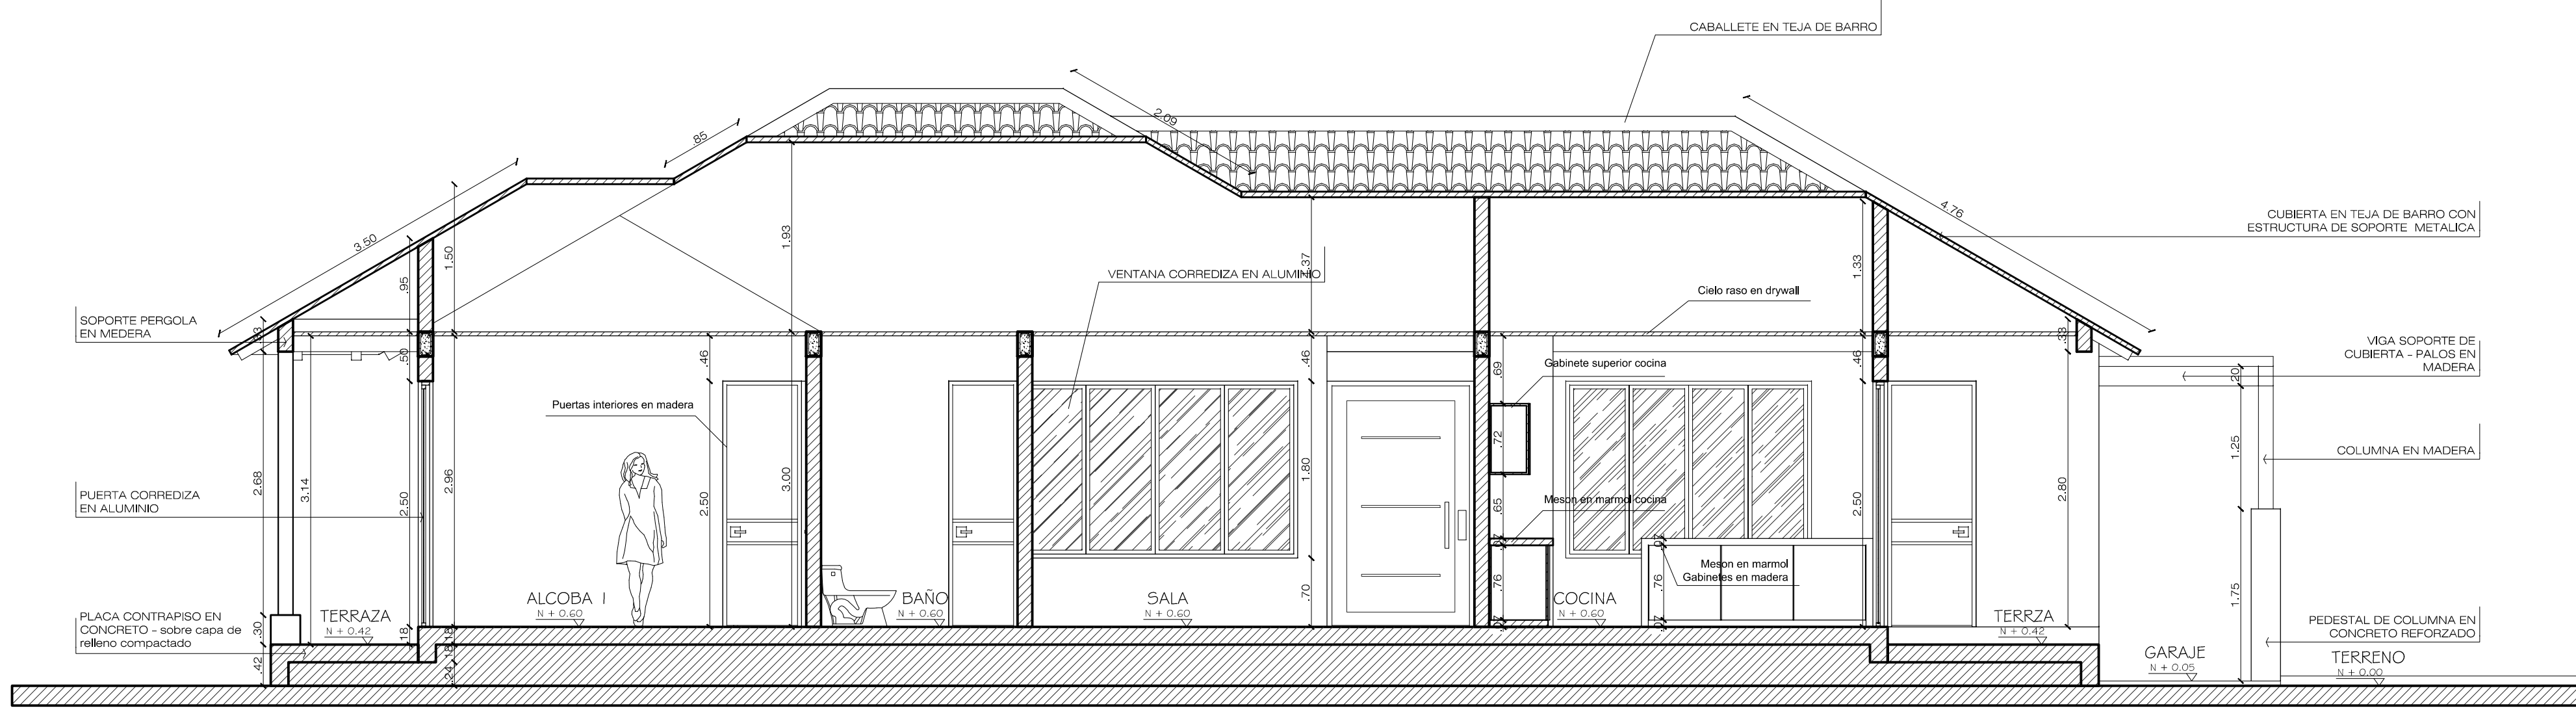 CABALLETE EN TEJA DE BARRO
2.09
.85
3.50
4.76
CUBIERTA EN TEJA DE BARRO CON
ESTRUCTURA DE SOPORTE METALICA
1.93
1.50
.95
1.33
VENTANA CORREDIZA EN ALUMINIO
Cielo raso en drywall
SOPORTE PERGOLA
EN MEDERA
.50
.46
.46
.46
.33
VIGA SOPORTE DE
CUBIERTA - PALOS EN
MADERA
Gabinete superior cocina
.69
.20
Puertas interiores en madera
.72
1.25
COLUMNA EN MADERA
2.68
3.14
2.50
2.96
2.50
3.00
1.80
.65
2.50
2.80
PUERTA CORREDIZA
EN ALUMINIO
Meson en marmol cocina
.07
.07
.76
.76
Meson en marmol
Gabinetes en madera
.70
1.75
PLACA CONTRAPISO EN
CONCRETO - sobre capa de
relleno compactado
TERRAZA
N + 0.42
ALCOBA 1
N + 0.60
BAÑO
N + 0.60
SALA
N + 0.60
COCINA
N + 0.60
TERRZA
N + 0.42
PEDESTAL DE COLUMNA EN
CONCRETO REFORZADO
.30
.18
.18
.18
.07
.07
.42
.24
GARAJE
N + 0.05
TERRENO
N + 0.00